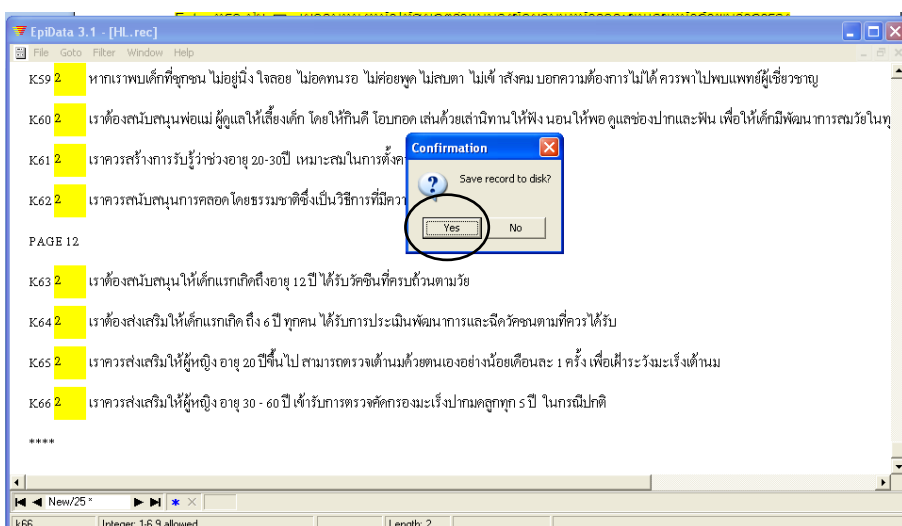 EpiData 3.1 - [HL.rec]
File Goto Filter Window Help
K59 2 หากเราพบเด็กที่ซุกซน ไม่อยู่นิ่ง ใจลอย ไม่อดทนรอ ไม่ค่อยพูด ไม่สบตา ไม่เข้าสังคม บอกความต้องการไม่ได้ ควรพาไปพบแพทย์ผู้เชี่ยวชาญ
K60 2 เราต้องสนับสนุนพ่อแม่ ผู้ดูแลให้เลี้ยงเด็ก โดยให้กินดี โอบกอด เล่นด้วยเล่านิทานให้ฟัง นอนให้พอ ดูแลช่องปากและฟัน เพื่อให้เด็กมีพัฒนาการสมวัยในทุ
K61 2 เราควรสร้างการรับรู้ว่าช่วงอายุ 20-30ปี เหมาะสมในการตั้งค
K62 2 เราควรสนับสนุนการคลอดโดยธรรมชาติซึ่งเป็นวิธีการที่มีควา
Confirmation
Save record to disk?
Yes No
PAGE 12
K63 2 เราต้องสนับสนุนให้เด็กแรกเกิดถึงอายุ 12 ปี ได้รับวัคซีนที่ครบถ้วนตามวัย
K64 2 เราต้องส่งเสริมให้เด็กแรกเกิด ถึง 6 ปี ทุกคน ได้รับการประเมินพัฒนาการและฉีดวัคซนตามที่ควรได้รับ
K65 2 เราควรส่งเสริมให้ผู้หญิง อายุ 20 ปีขึ้นไป สามารถตรวจเต้านมด้วยตนเองอย่างน้อยเดือนละ 1 ครั้ง เพื่อเฝ้าระวังมะเร็งเต้านม
K66 2 เราควรส่งเสริมให้ผู้หญิง อายุ 30 - 60 ปี เข้ารับการตรวจคัดกรองมะเร็งปากมดลูกทุก 5 ปี ในกรณีปกติ
****
New/25 *
k66 Integer: 1-6,9 allowed Length: 2